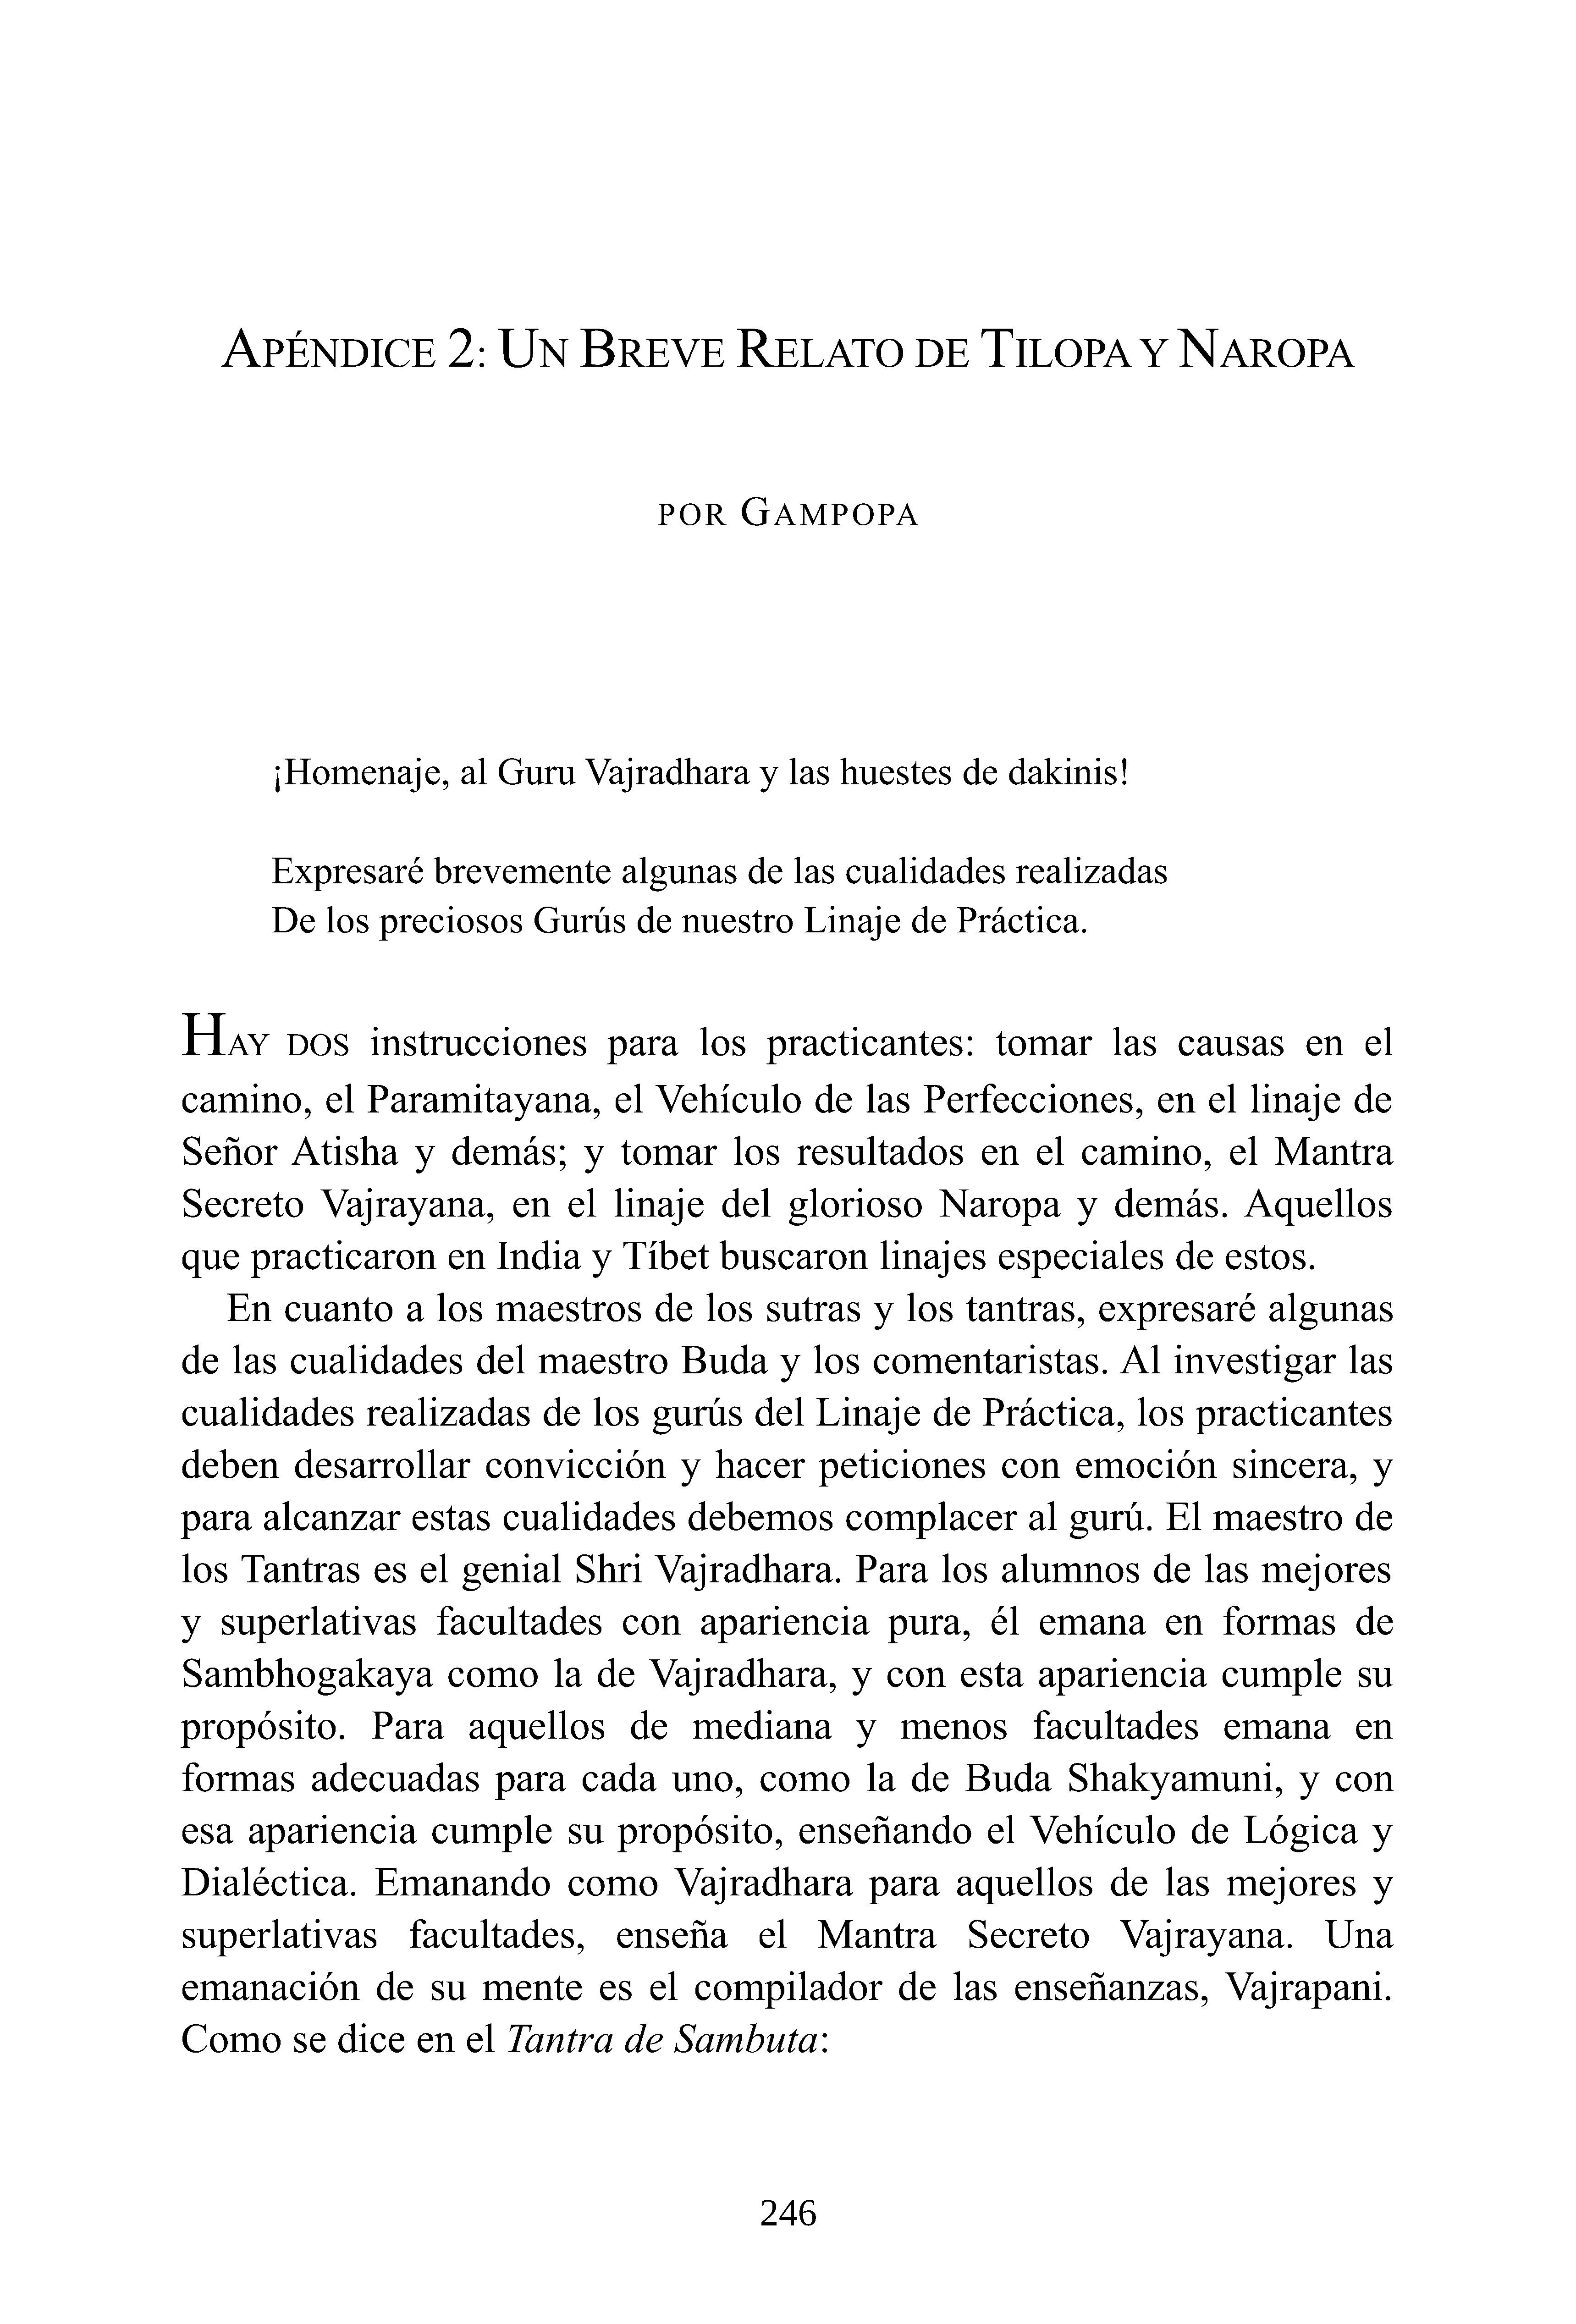 Apéndice 2: Un Breve Relato de Tilopa y Naropa
por Gampopa
¡Homenaje, al Guru Vajradhara y las huestes de dakinis!
Expresaré brevemente algunas de las cualidades realizadas
De los preciosos Gurús de nuestro Linaje de Práctica.
Hay dos instrucciones para los practicantes: tomar las causas en el
camino, el Paramitayana, el Vehículo de las Perfecciones, en el linaje de
Señor Atisha y demás; y tomar los resultados en el camino, el Mantra
Secreto Vajrayana, en el linaje del glorioso Naropa y demás. Aquellos
que practicaron en India y Tíbet buscaron linajes especiales de estos.
En cuanto a los maestros de los sutras y los tantras, expresaré algunas
de las cualidades del maestro Buda y los comentaristas. Al investigar las
cualidades realizadas de los gurús del Linaje de Práctica, los practicantes
deben desarrollar convicción y hacer peticiones con emoción sincera, y
para alcanzar estas cualidades debemos complacer al gurú. El maestro de
los Tantras es el genial Shri Vajradhara. Para los alumnos de las mejores
y superlativas facultades con apariencia pura, él emana en formas de
Sambhogakaya como la de Vajradhara, y con esta apariencia cumple su
propósito. Para aquellos de mediana y menos facultades emana en
formas adecuadas para cada uno, como la de Buda Shakyamuni, y con
esa apariencia cumple su propósito, enseñando el Vehículo de Lógica y
Dialéctica. Emanando como Vajradhara para aquellos de las mejores y
superlativas facultades, enseña el Mantra Secreto Vajrayana. Una
emanación de su mente es el compilador de las enseñanzas, Vajrapani.
Como se dice en el Tantra de Sambuta:
246